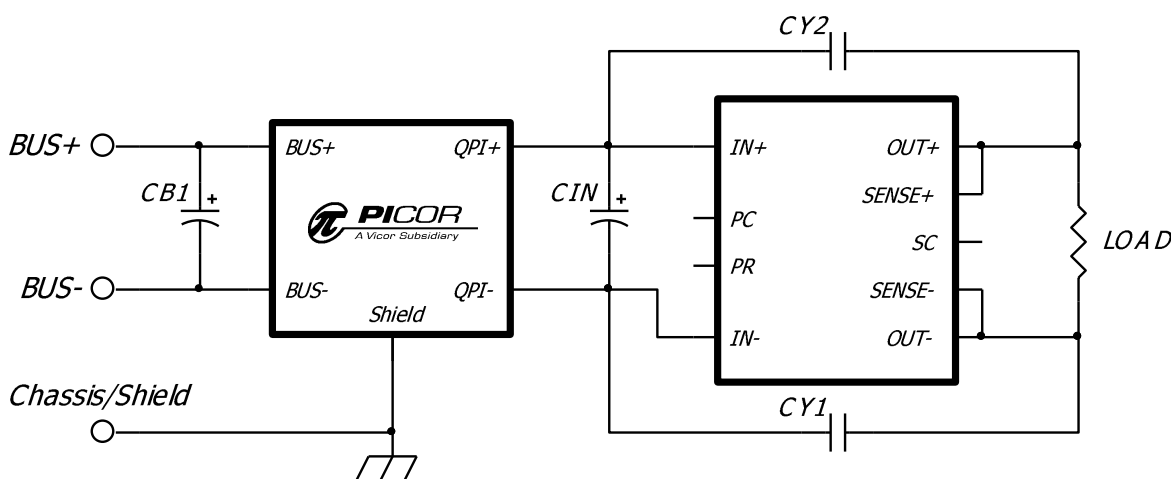 CY2
BUS+
BUS+
QPI+
IN+
OUT+
CB1
+
CIN
+
SENSE+
π PICOR
A Vicor Subsidiary
PC
SC
LOAD
PR
BUS-
BUS-
QPI-
SENSE-
Shield
IN-
OUT-
Chassis/Shield
CY1